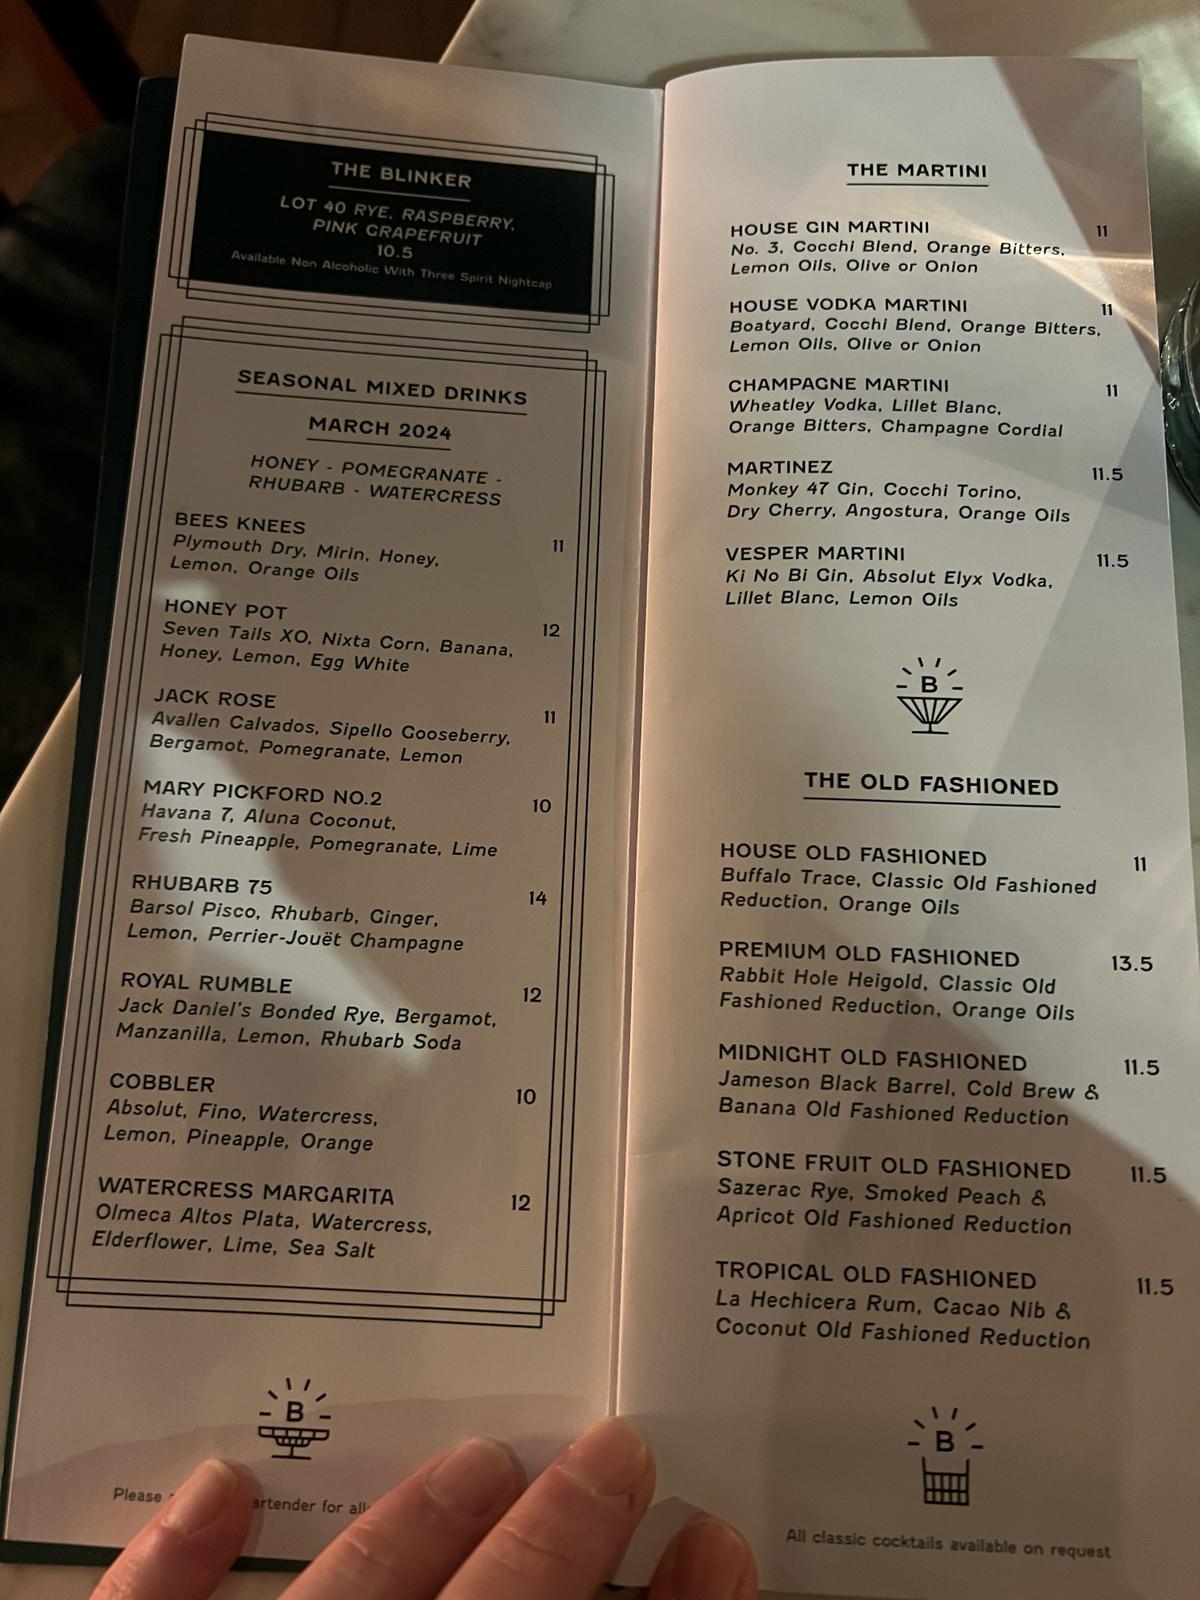 THE BLINKER
LOT 40 RYE, RASPBERRY,
PINK GRAPEFRUIT
10.5
Available Non Alcoholic With Three Spirit Nightcap
SEASONAL MIXED DRINKS
MARCH 2024
HONEY - POMEGRANATE -
RHUBARB - WATERCRESS
BEES KNEES 11
Plymouth Dry, Mirin, Honey,
Lemon, Orange Oils
HONEY POT 12
Seven Tails XO, Nixta Corn, Banana,
Honey, Lemon, Egg White
JACK ROSE 11
Avallen Calvados, Sipello Gooseberry,
Bergamot, Pomegranate, Lemon
MARY PICKFORD NO.2 10
Havana 7, Aluna Coconut,
Fresh Pineapple, Pomegranate, Lime
RHUBARB 75 14
Barsol Pisco, Rhubarb, Ginger,
Lemon, Perrier-Jouët Champagne
ROYAL RUMBLE 12
Jack Daniel's Bonded Rye, Bergamot,
Manzanilla, Lemon, Rhubarb Soda
COBBLER 10
Absolut, Fino, Watercress,
Lemon, Pineapple, Orange
WATERCRESS MARGARITA 12
Olmeca Altos Plata, Watercress,
Elderflower, Lime, Sea Salt
B
Please artender for all
THE MARTINI
HOUSE GIN MARTINI 11
No. 3, Cocchi Blend, Orange Bitters,
Lemon Oils, Olive or Onion
HOUSE VODKA MARTINI 11
Boatyard, Cocchi Blend, Orange Bitters,
Lemon Oils, Olive or Onion
CHAMPAGNE MARTINI 11
Wheatley Vodka, Lillet Blanc,
Orange Bitters, Champagne Cordial
MARTINEZ 11.5
Monkey 47 Gin, Cocchi Torino,
Dry Cherry, Angostura, Orange Oils
VESPER MARTINI 11.5
Ki No Bi Gin, Absolut Elyx Vodka,
Lillet Blanc, Lemon Oils
B
THE OLD FASHIONED
HOUSE OLD FASHIONED 11
Buffalo Trace, Classic Old Fashioned
Reduction, Orange Oils
PREMIUM OLD FASHIONED 13.5
Rabbit Hole Heigold, Classic Old
Fashioned Reduction, Orange Oils
MIDNIGHT OLD FASHIONED 11.5
Jameson Black Barrel, Cold Brew &
Banana Old Fashioned Reduction
STONE FRUIT OLD FASHIONED 11.5
Sazerac Rye, Smoked Peach &
Apricot Old Fashioned Reduction
TROPICAL OLD FASHIONED 11.5
La Hechicera Rum, Cacao Nib &
Coconut Old Fashioned Reduction
B
All classic cocktails available on request